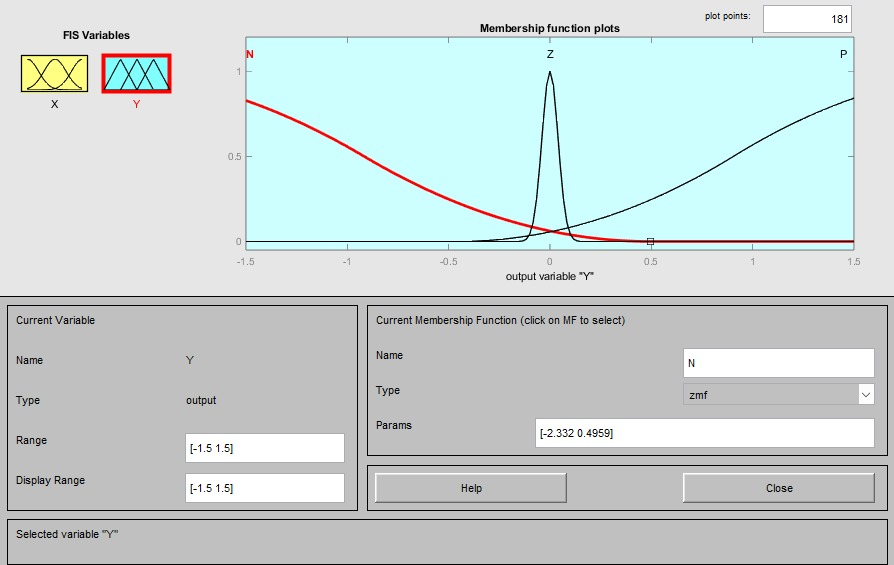 FIS Variables
X
Y
Membership function plots
plot points:
181
N
Z
P
1
0.5
0
-1.5
-1
-0.5
0
0.5
1
1.5
output variable "Y"
Current Variable
Name
Y
Type
output
Range
[-1.5 1.5]
Display Range
[-1.5 1.5]
Current Membership Function (click on MF to select)
Name
N
Type
zmf
Params
[-2.332 0.4959]
Help
Close
Selected variable "Y"